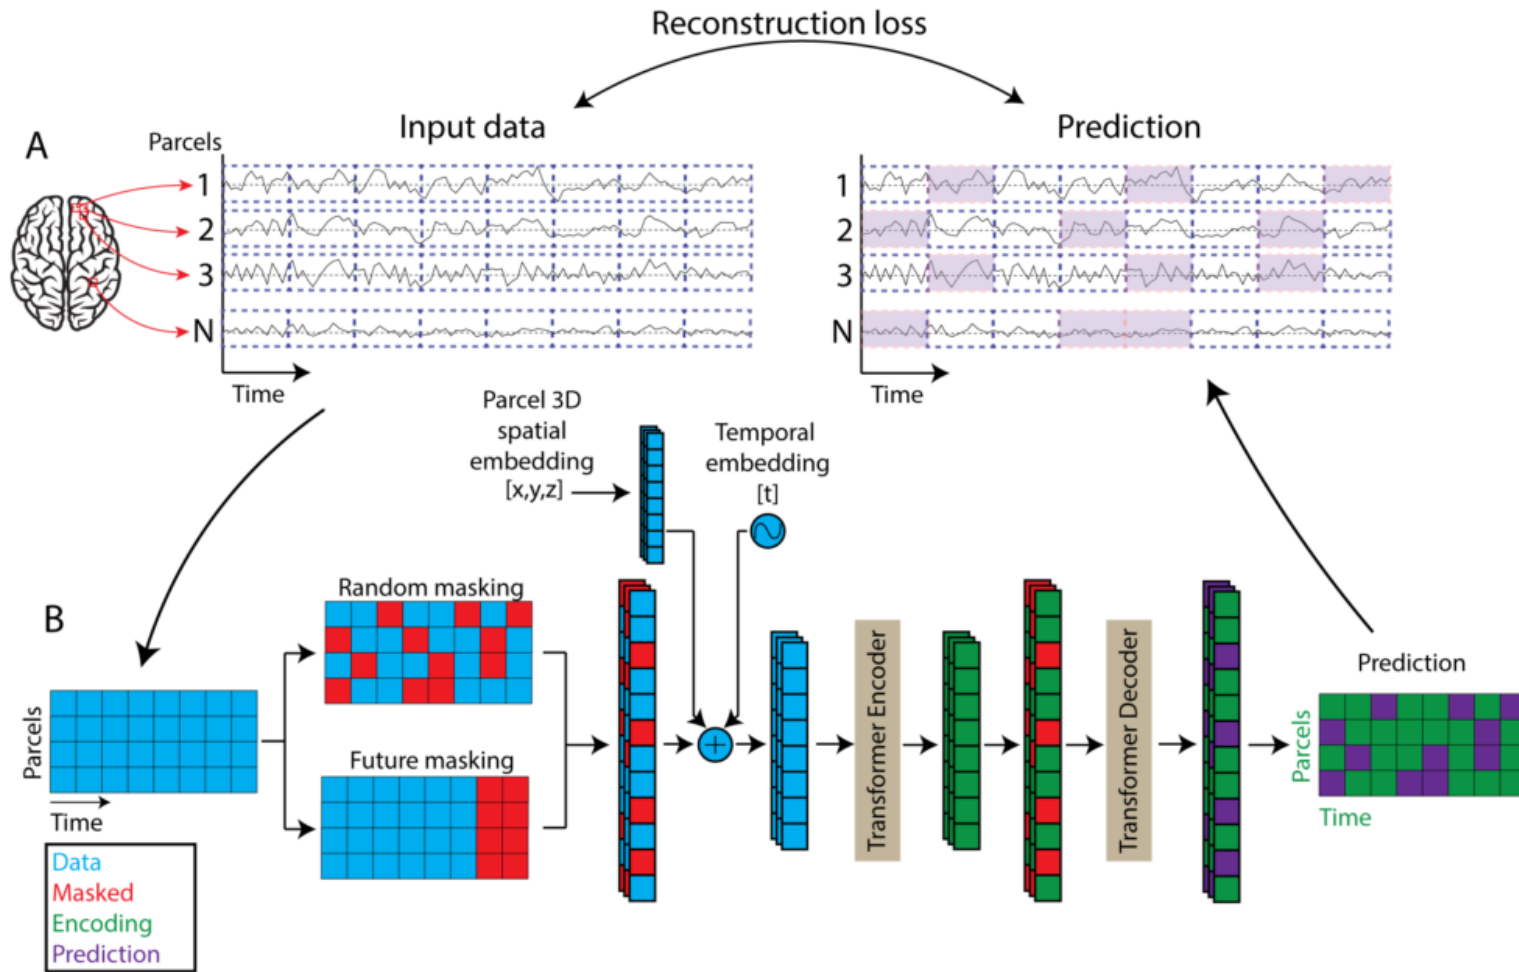 Reconstruction loss
A
Input data
Prediction
Parcels
1
2
3
N
Time
1
2
3
N
Time
Parcel 3D
spatial
embedding
[x,y,z]
Temporal
embedding
[t]
B
Random masking
Future masking
Parcels
Time
Transformer Encoder
Transformer Decoder
Prediction
Parcels
Time
Data
Masked
Encoding
Prediction